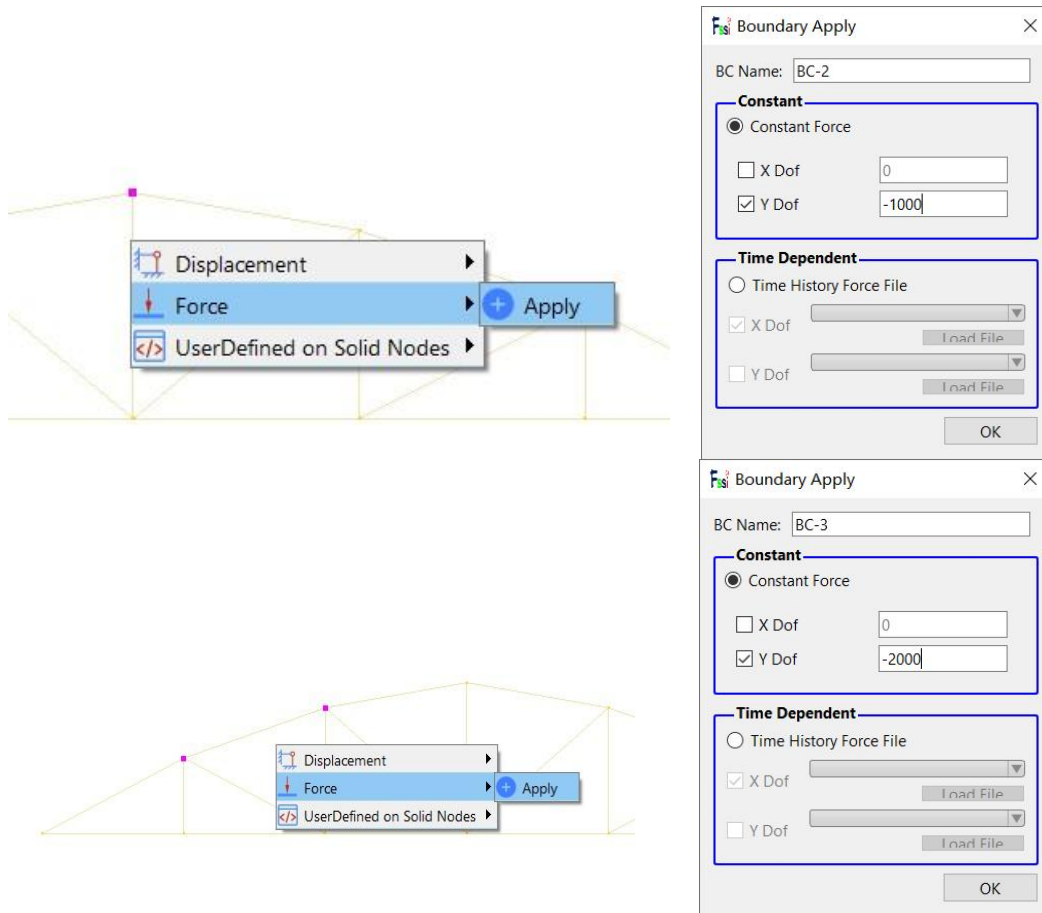 Boundary Apply
BC Name: BC-2
Constant
Constant Force
X Dof 0
Y Dof -1000
Time Dependent
Time History Force File
X Dof
Load File
Y Dof
Load File
OK
Displacement
Force
Apply
UserDefined on Solid Nodes
Boundary Apply
BC Name: BC-3
Constant
Constant Force
X Dof 0
Y Dof -2000
Time Dependent
Time History Force File
X Dof
Load File
Y Dof
Load File
OK
Displacement
Force
Apply
UserDefined on Solid Nodes